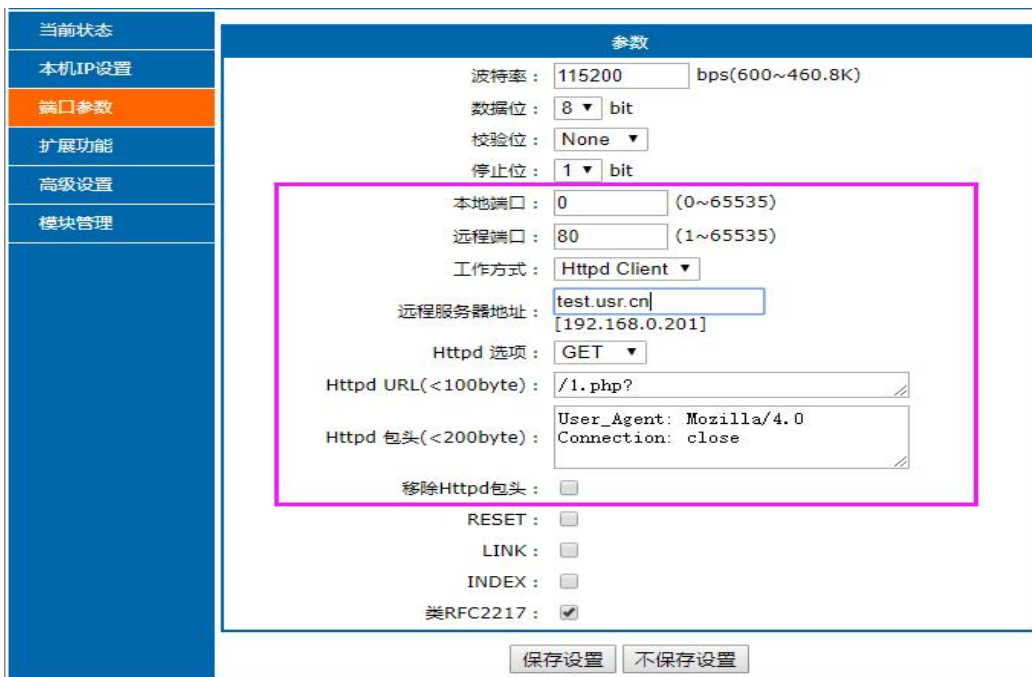 当前状态
本机IP设置
端口参数
扩展功能
高级设置
模块管理
参数
波特率： 115200 bps(600~460.8K)
数据位： 8 bit
校验位： None
停止位： 1 bit
本地端口： 0 (0~65535)
远程端口： 80 (1~65535)
工作方式： Httpd Client
远程服务器地址： test.usr.cn
[192.168.0.201]
Httpd 选项： GET
Httpd URL(<100byte)： /1.php?
Httpd 包头(<200byte)： User_Agent: Mozilla/4.0
Connection: close
移除Httpd包头：
RESET：
LINK：
INDEX：
类RFC2217：
保存设置 不保存设置